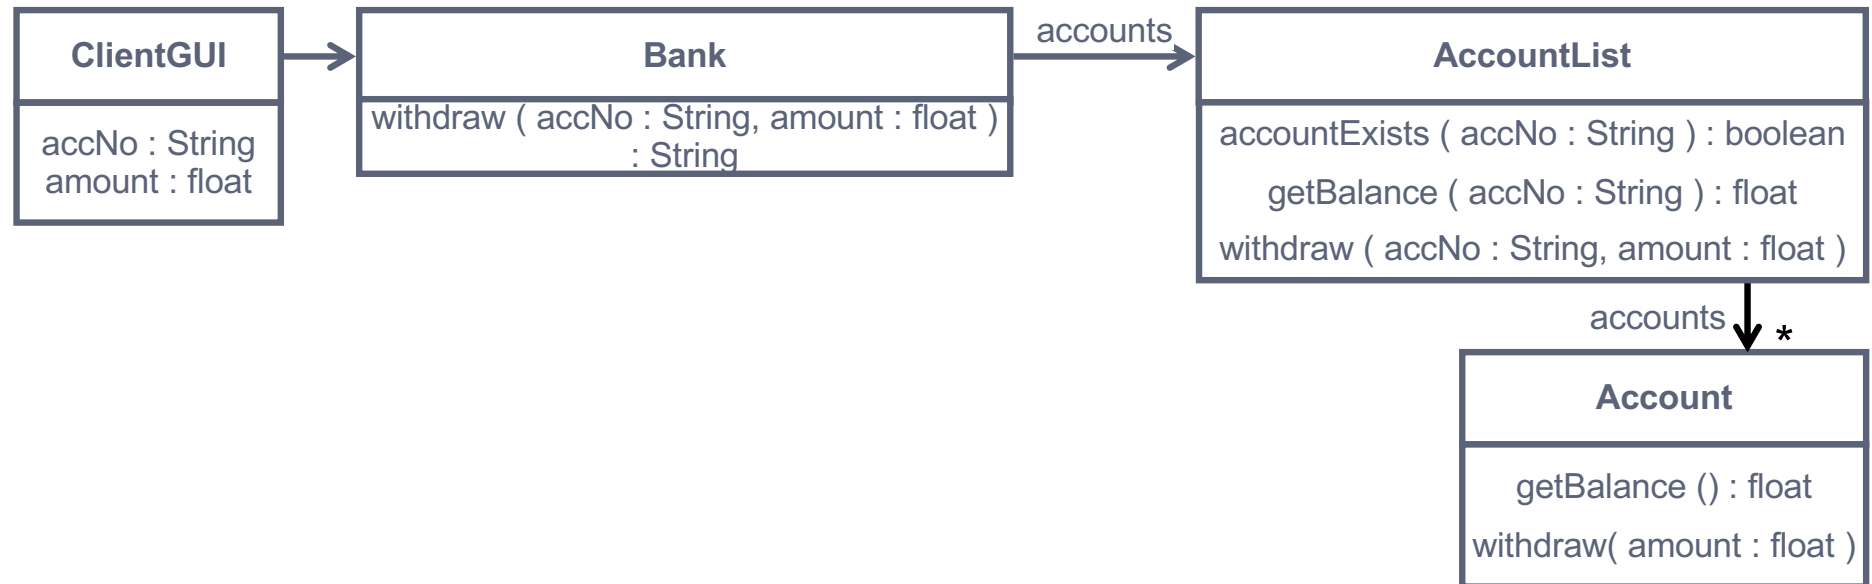 ClientGUI
accNo : String
amount : float
Bank
withdraw ( accNo : String, amount : float )
: String
accounts
AccountList
accountExists ( accNo : String ) : boolean
getBalance ( accNo : String ) : float
withdraw ( accNo : String, amount : float )
accounts
*
Account
getBalance () : float
withdraw( amount : float )